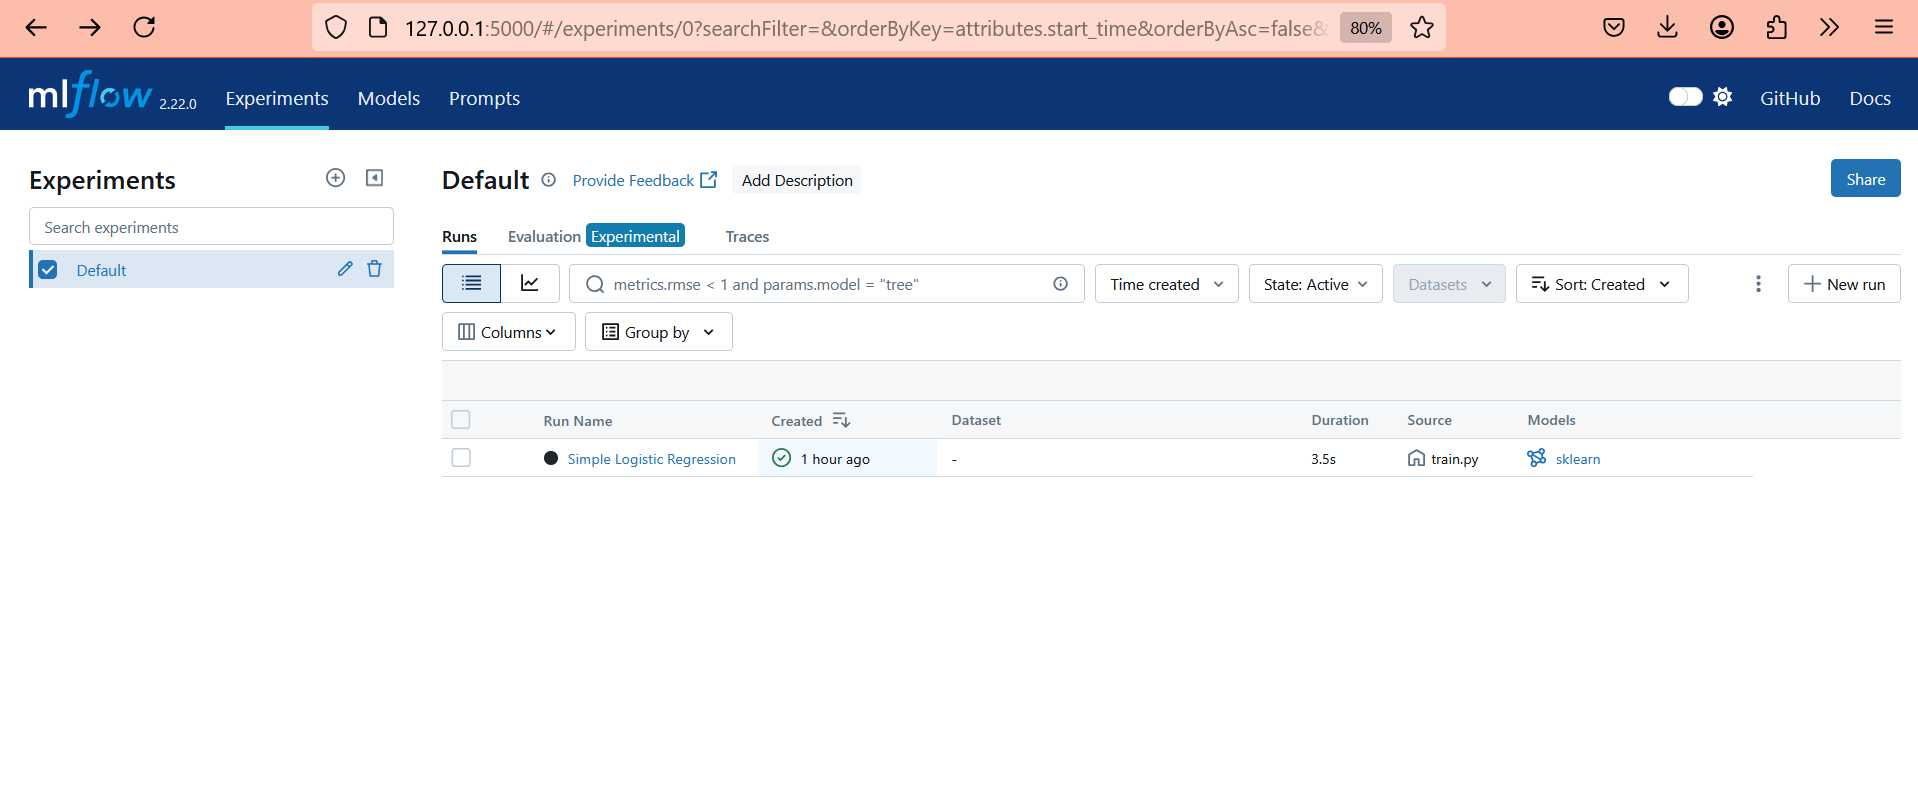 127.0.0.1:5000/#/experiments/0?searchFilter=&orderByKey=attributes.start_time&orderByAsc=false& 80%
mlflow 2.22.0 Experiments Models Prompts GitHub Docs
Experiments
Search experiments
Default
Default Provide Feedback Add Description Share
Runs Evaluation Experimental Traces
metrics.rmse < 1 and params.model = "tree" Time created State: Active Datasets Sort: Created New run
Columns Group by
Run Name Created Dataset Duration Source Models
Simple Logistic Regression 1 hour ago - 3.5s train.py sklearn